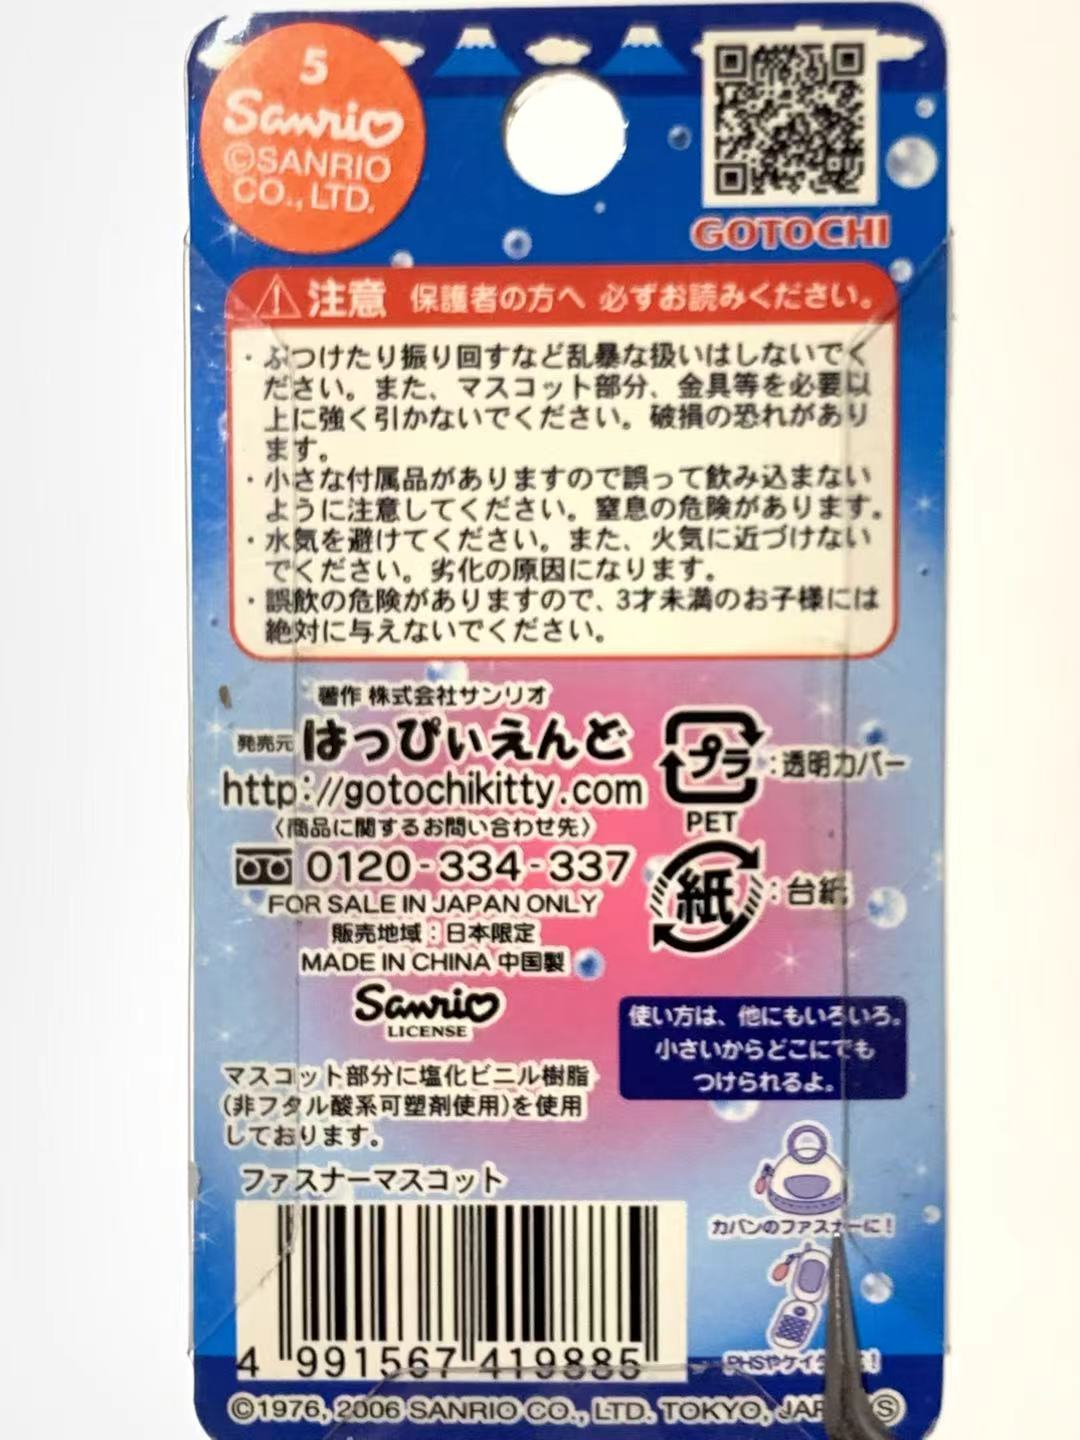 5
Sanrio
©SANRIO
CO., LTD.
GOTOCHI
注意 保護者の方へ 必ずお読みください。
・ぶつけたり振り回すなど乱暴な扱いはしないでく
ださい。また、マスコット部分、金具等を必要以
上に強く引かないでください。破損の恐れがあり
ます。
・小さな付属品がありますので誤って飲み込まない
ように注意してください。窒息の危険があります。
・水気を避けてください。また、火気に近づけない
でください。劣化の原因になります。
・誤飲の危険がありますので、3才未満のお子様には
絶対に与えないでください。
著作 株式会社サンリオ
発売元 はっぴぃえんど
http://gotochikitty.com
〈商品に関するお問い合わせ先〉
0120-334-337
FOR SALE IN JAPAN ONLY
販売地域：日本限定
MADE IN CHINA 中国製
Sanrio
LICENSE
プラ：透明カバー
PET
紙：台紙
使い方は、他にもいろいろ。
小さいからどこにでも
つけられるよ。
マスコット部分に塩化ビニル樹脂
(非フタル酸系可塑剤使用)を使用
しております。
ファスナーマスコット
カバンのファスナーに！
PHSやケイタ
4 991567 419885
©1976, 2006 SANRIO CO., LTD. TOKYO, JAP Ⓢ